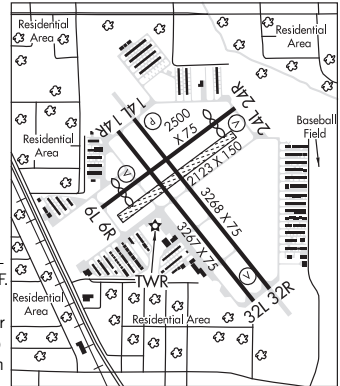 Residential
Area
Residential
Area
14L 14R
P
2500
X 75
24L 24R
V
Baseball
Field
Residential
Area
V
2123 X 150
6L 6R
3268 X 75
3267 X 75
F.
TWR
V
32L 32R
Residential
Area
Residential Area
r
n